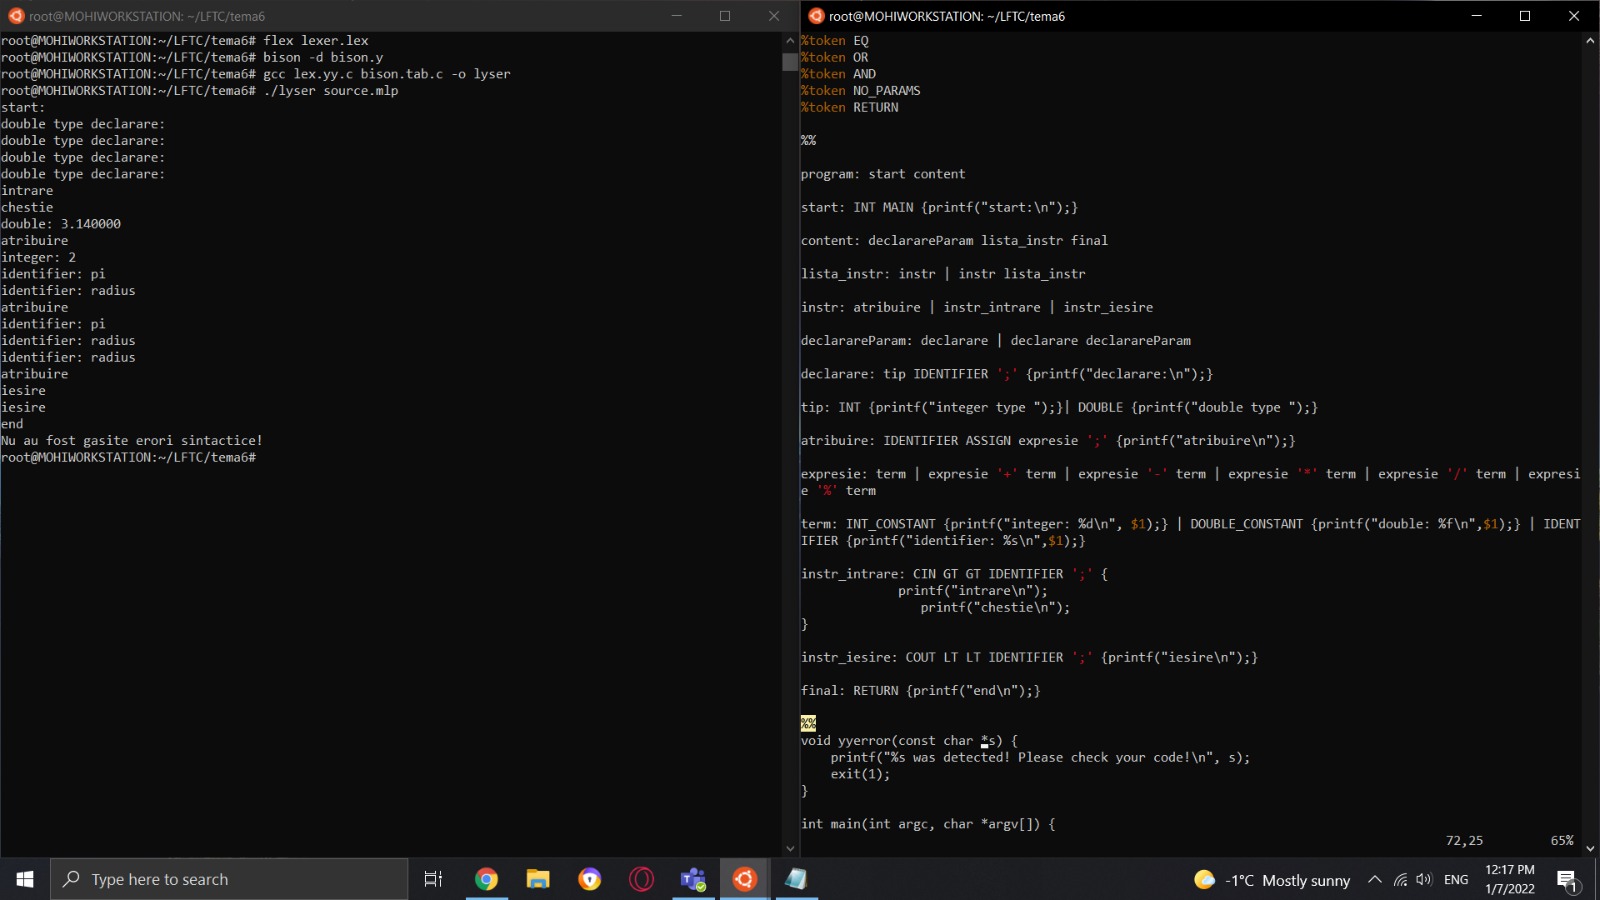 root@MOHIWORKSTATION: ~/LFTC/tema6
root@MOHIWORKSTATION:~/LFTC/tema6# flex lexer.lex
root@MOHIWORKSTATION:~/LFTC/tema6# bison -d bison.y
root@MOHIWORKSTATION:~/LFTC/tema6# gcc lex.yy.c bison.tab.c -o lyser
root@MOHIWORKSTATION:~/LFTC/tema6# ./lyser source.mlp
start:
double type declarare:
double type declarare:
double type declarare:
double type declarare:
intrare
chestie
double: 3.140000
atribuire
integer: 2
identifier: pi
identifier: radius
atribuire
identifier: pi
identifier: radius
identifier: radius
atribuire
iesire
iesire
end
Nu au fost gasite erori sintactice!
root@MOHIWORKSTATION:~/LFTC/tema6#
root@MOHIWORKSTATION: ~/LFTC/tema6
%token EQ
%token OR
%token AND
%token NO_PARAMS
%token RETURN
%%
program: start content
start: INT MAIN {printf("start:\n");}
content: declarareParam lista_instr final
lista_instr: instr | instr lista_instr
instr: atribuire | instr_intrare | instr_iesire
declarareParam: declarare | declarare declarareParam
declarare: tip IDENTIFIER ';' {printf("declarare:\n");}
tip: INT {printf("integer type ");}| DOUBLE {printf("double type ");}
atribuire: IDENTIFIER ASSIGN expresie ';' {printf("atribuire\n");}
expresie: term | expresie '+' term | expresie '-' term | expresie '*' term | expresie '/' term | expresi
e '%' term
term: INT_CONSTANT {printf("integer: %d\n", $1);} | DOUBLE_CONSTANT {printf("double: %f\n",$1);} | IDENT
IFIER {printf("identifier: %s\n",$1);}
instr_intrare: CIN GT GT IDENTIFIER ';' {
printf("intrare\n");
printf("chestie\n");
}
instr_iesire: COUT LT LT IDENTIFIER ';' {printf("iesire\n");}
final: RETURN {printf("end\n");}
%%
void yyerror(const char *s) {
printf("%s was detected! Please check your code!\n", s);
exit(1);
}
int main(int argc, char *argv[]) {
72,25 65%
Type here to search
-1°C Mostly sunny
ENG
12:17 PM
1/7/2022
1